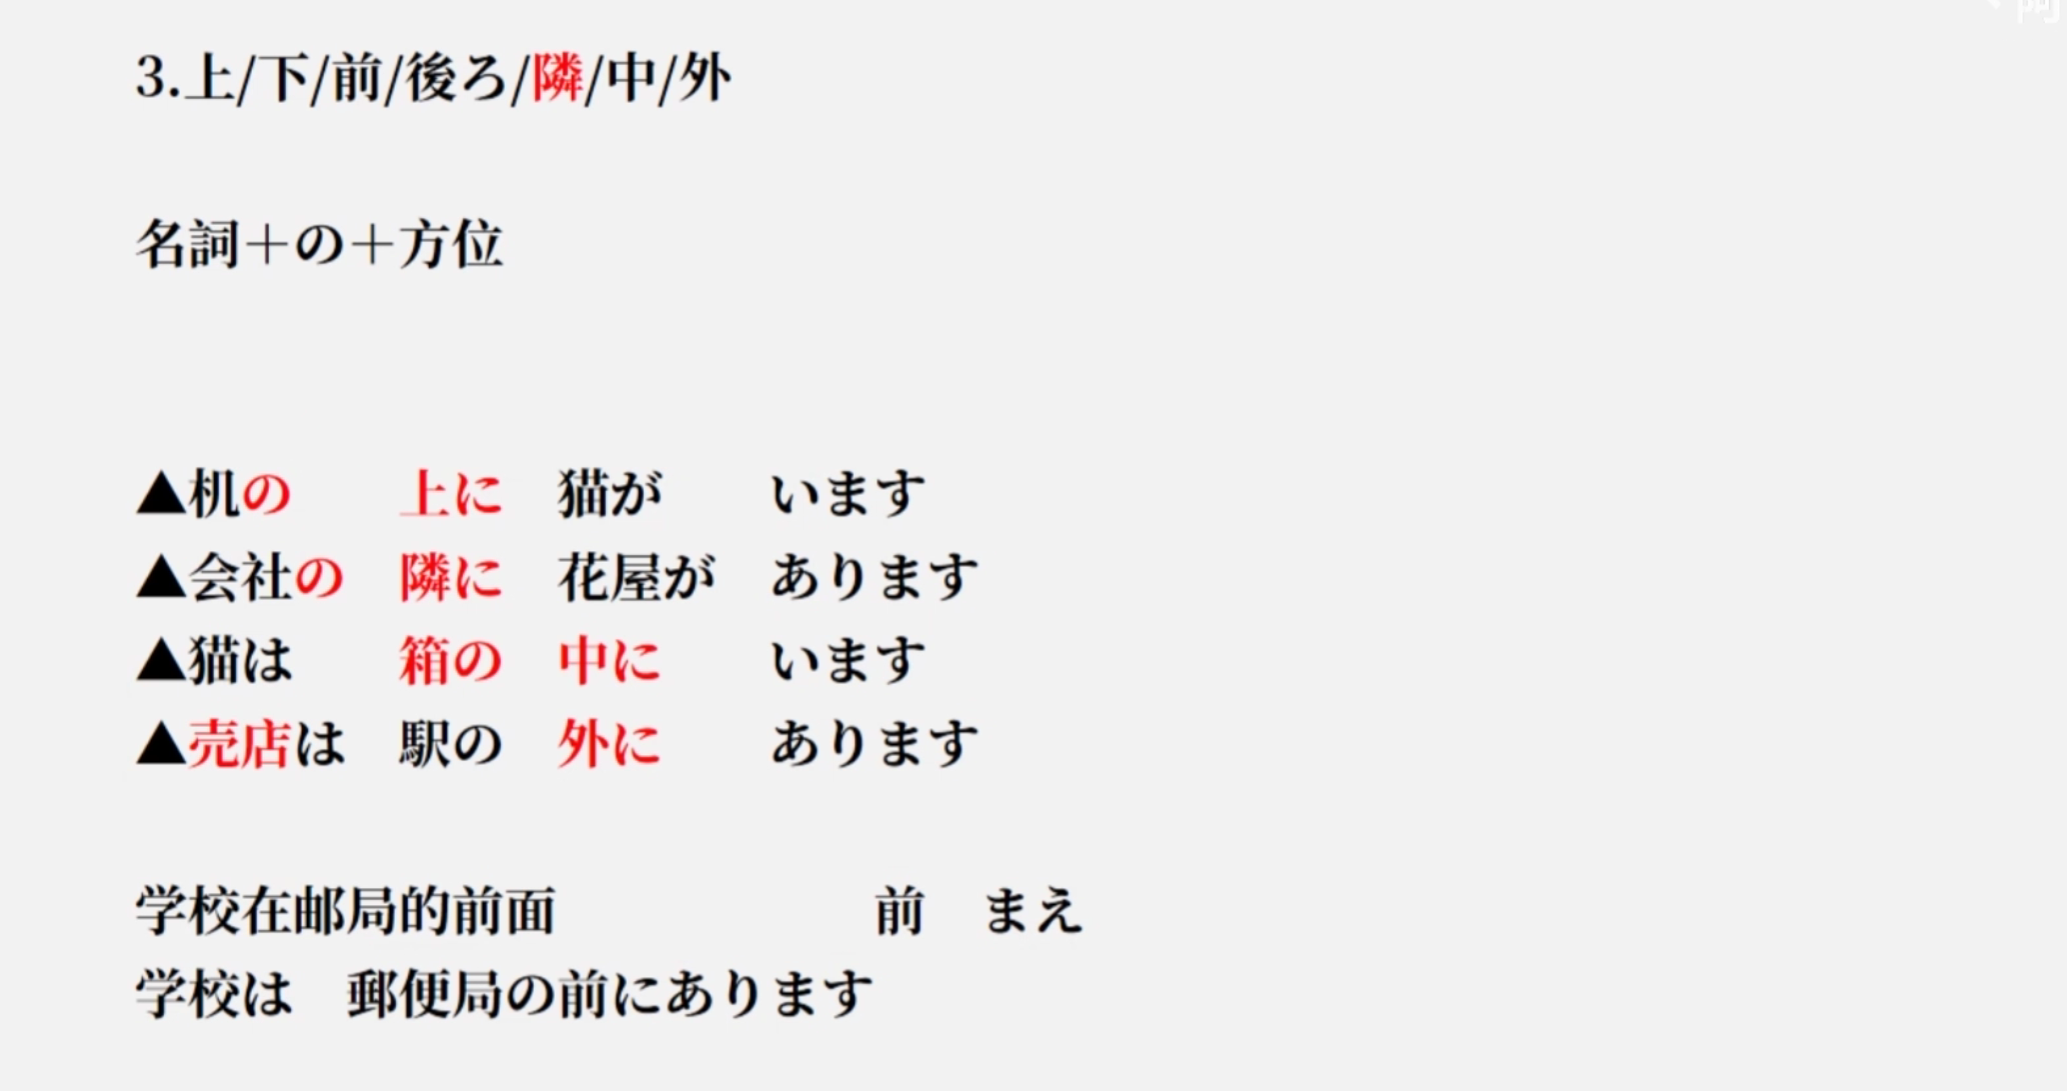 3.上/下/前/後ろ/隣/中/外
名詞＋の＋方位
▲机の　　上に　猫が　　います
▲会社の　隣に　花屋が　あります
▲猫は　　箱の　中に　　います
▲売店は　駅の　外に　　あります
学校在邮局的前面　　　　　　前　まえ
学校は　郵便局の前にあります